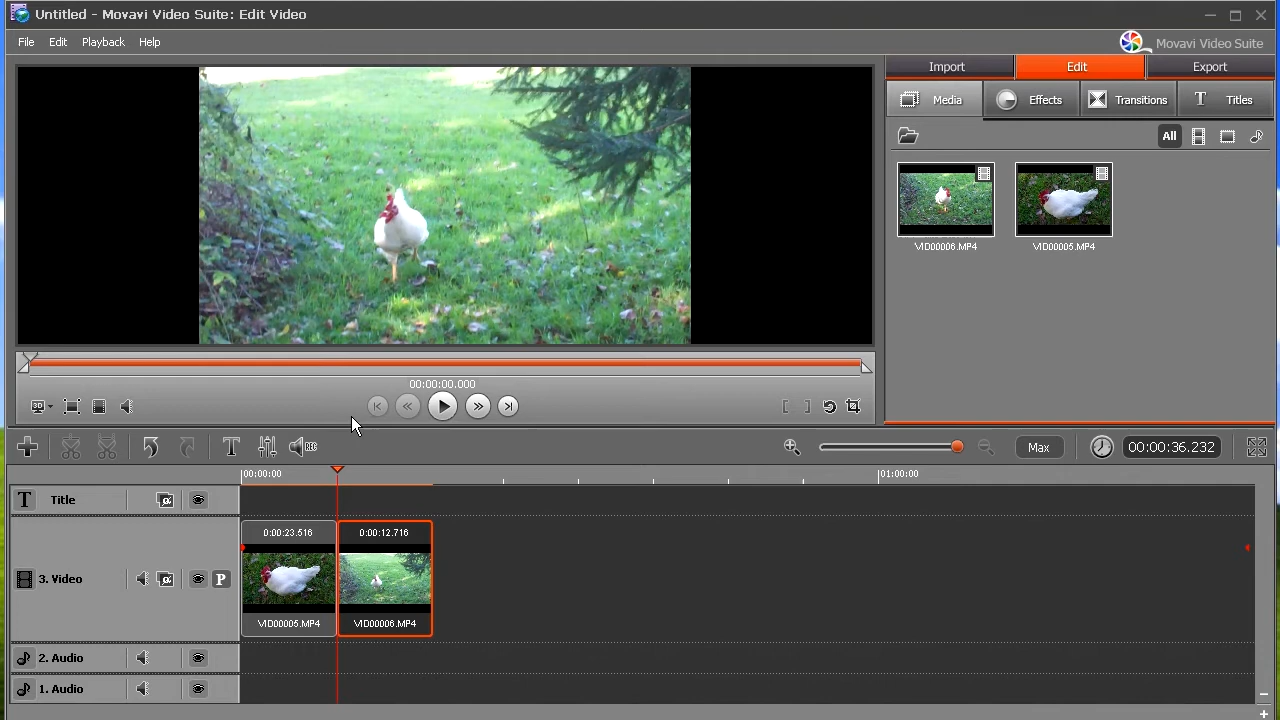 Untitled - Movavi Video Suite: Edit Video
File Edit Playback Help
Movavi Video Suite
Import Edit Export
Media Effects T Transitions Titles
All
VID00006.MP4 VID00005.MP4
00:00:00.000
3D
T REC Max 00:00:36.232
00:00:00 01:00:00
T Title
0:00:23.516 0:00:12.716
3. Video P
VID00005.MP4 VID00006.MP4
2. Audio
1. Audio